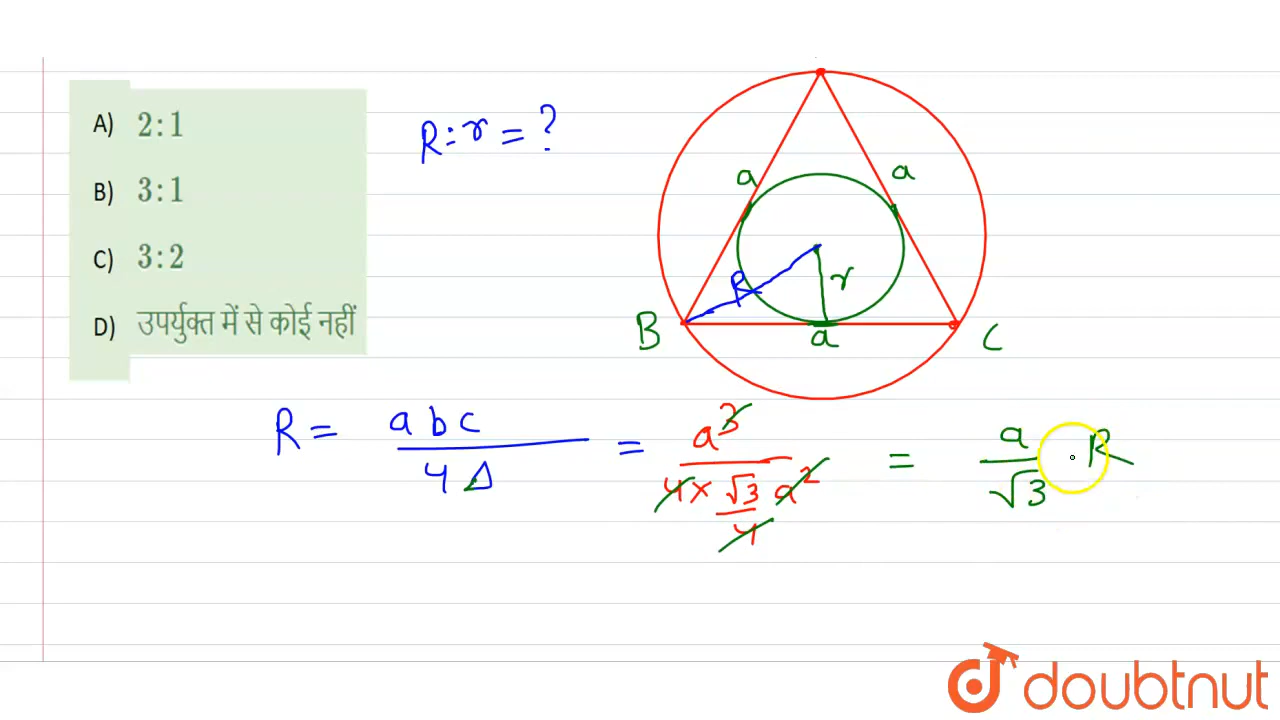 A) 2:1
B) 3:1
C) 3:2
D) उपर्युक्त में से कोई नहीं
R:r = ?
a a
R r
B a C
R = abc / 4Δ = a³ / 4 × √3/4 a² = a / √3 R
doubtnut